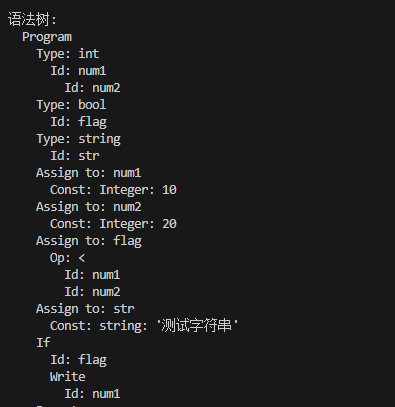 语法树:
Program
Type: int
Id: num1
Id: num2
Type: bool
Id: flag
Type: string
Id: str
Assign to: num1
Const: Integer: 10
Assign to: num2
Const: Integer: 20
Assign to: flag
Op: <
Id: num1
Id: num2
Assign to: str
Const: string: '测试字符串'
If
Id: flag
Write
Id: num1